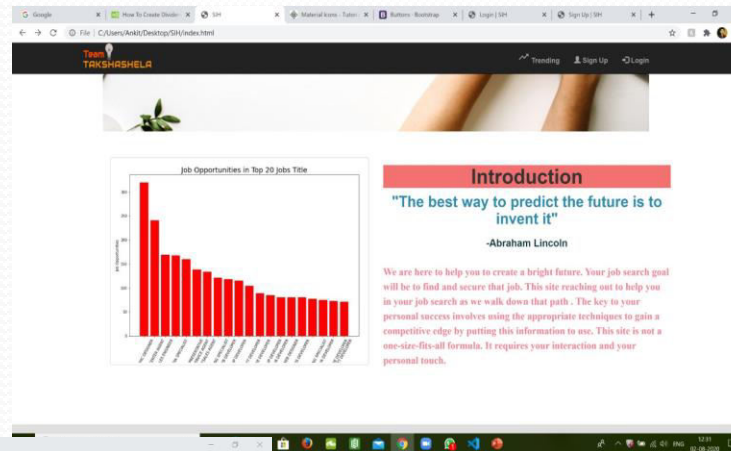 Google
How To Create Divider
SIH
Material Icons - Tutori
Buttons · Bootstrap
Login | SIH
Sign Up | SIH
File | C:/Users/Ankit/Desktop/SIH/index.html
Team
TAKSHASHELA
Trending
Sign Up
Login
Job Opportunities in Top 20 Jobs Title
Job Opportunities
Introduction
"The best way to predict the future is to
invent it"
-Abraham Lincoln
We are here to help you to create a bright future. Your job search goal
will be to find and secure that job. This site reaching out to help you
in your job search as we walk down that path . The key to your
personal success involves using the appropriate techniques to gain a
competitive edge by putting this information to use. This site is not a
one-size-fits-all formula. It requires your interaction and your
personal touch.
ENG
12:31
02-08-2020